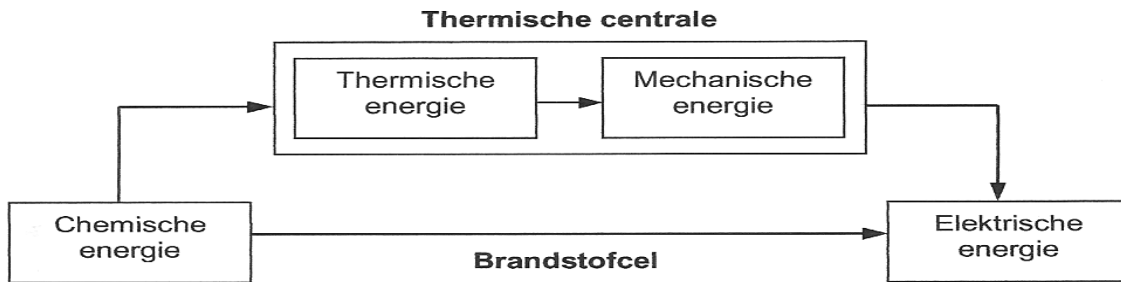 Thermische centrale
Thermische
energie
Mechanische
energie
Chemische
energie
Elektrische
energie
Brandstofcel